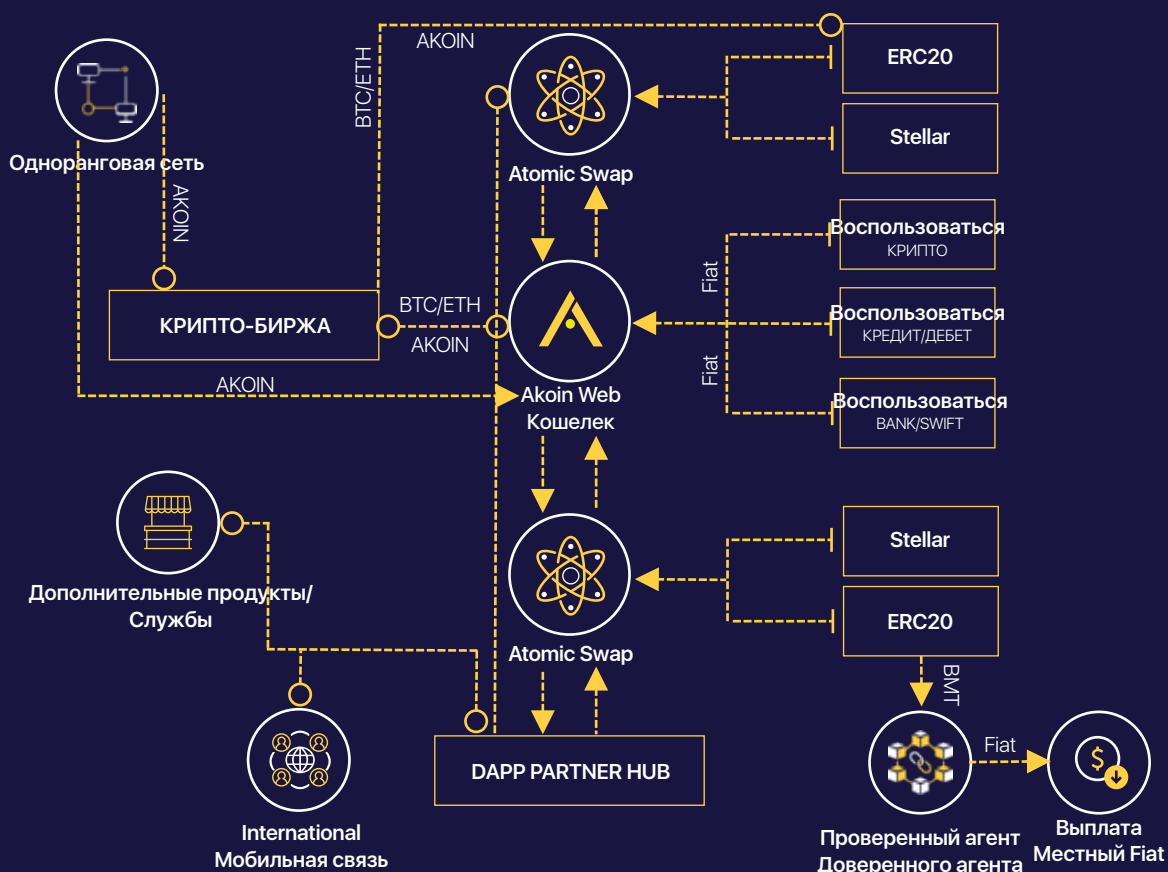 AKOIN
BTC/ETH
ERC20
Stellar
Одноранговая сеть
AKOIN
Atomic Swap
Воспользоваться
КРИПТО
Fiat
Воспользоваться
КРЕДИТ/ДЕБЕТ
Fiat
Воспользоваться
BANK/SWIFT
КРИПТО-БИРЖА
BTC/ETH
AKOIN
AKOIN
Akoin Web
Кошелек
Дополнительные продукты/
Службы
Atomic Swap
Stellar
ERC20
BMT
DAPP PARTNER HUB
Fiat
International
Мобильная связь
Проверенный агент
Доверенного агента
Выплата
Местный Fiat